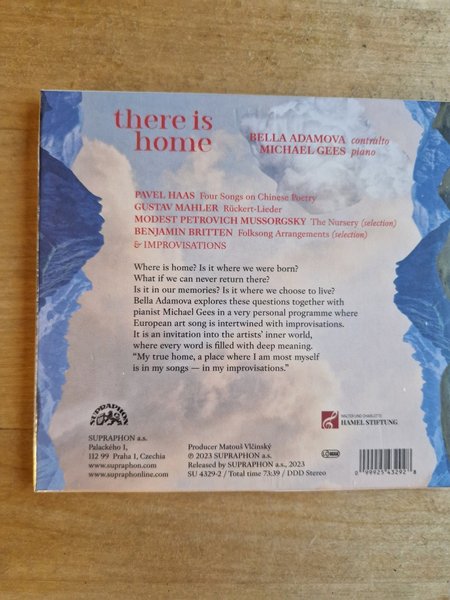 there is
home
BELLA ADAMOVA contralto
MICHAEL GEES piano
PAVEL HAAS Four Songs on Chinese Poetry
GUSTAV MAHLER Rückert-Lieder
MODEST PETROVICH MUSSORGSKY The Nursery (selection)
BENJAMIN BRITTEN Folksong Arrangements (selection)
& IMPROVISATIONS
Where is home? Is it where we were born?
What if we can never return there?
Is it in our memories? Is it where we choose to live?
Bella Adamova explores these questions together with
pianist Michael Gees in a very personal programme where
European art song is intertwined with improvisations.
It is an invitation into the artists' inner world,
where every word is filled with deep meaning.
“My true home, a place where I am most myself
is in my songs — in my improvisations.”
SUPRAPHON
SUPRAPHON a.s.
Palackého 1,
112 99 Praha 1, Czechia
www.supraphon.com
www.supraphonline.com
Producer Matouš Vlčinský
℗ 2023 SUPRAPHON a.s.
Released by SUPRAPHON a.s., 2023
SU 4329-2 / Total time 73:39 / DDD Stereo
WALTER UND CHARLOTTE
HAMEL STIFTUNG
0 99925 43292 8